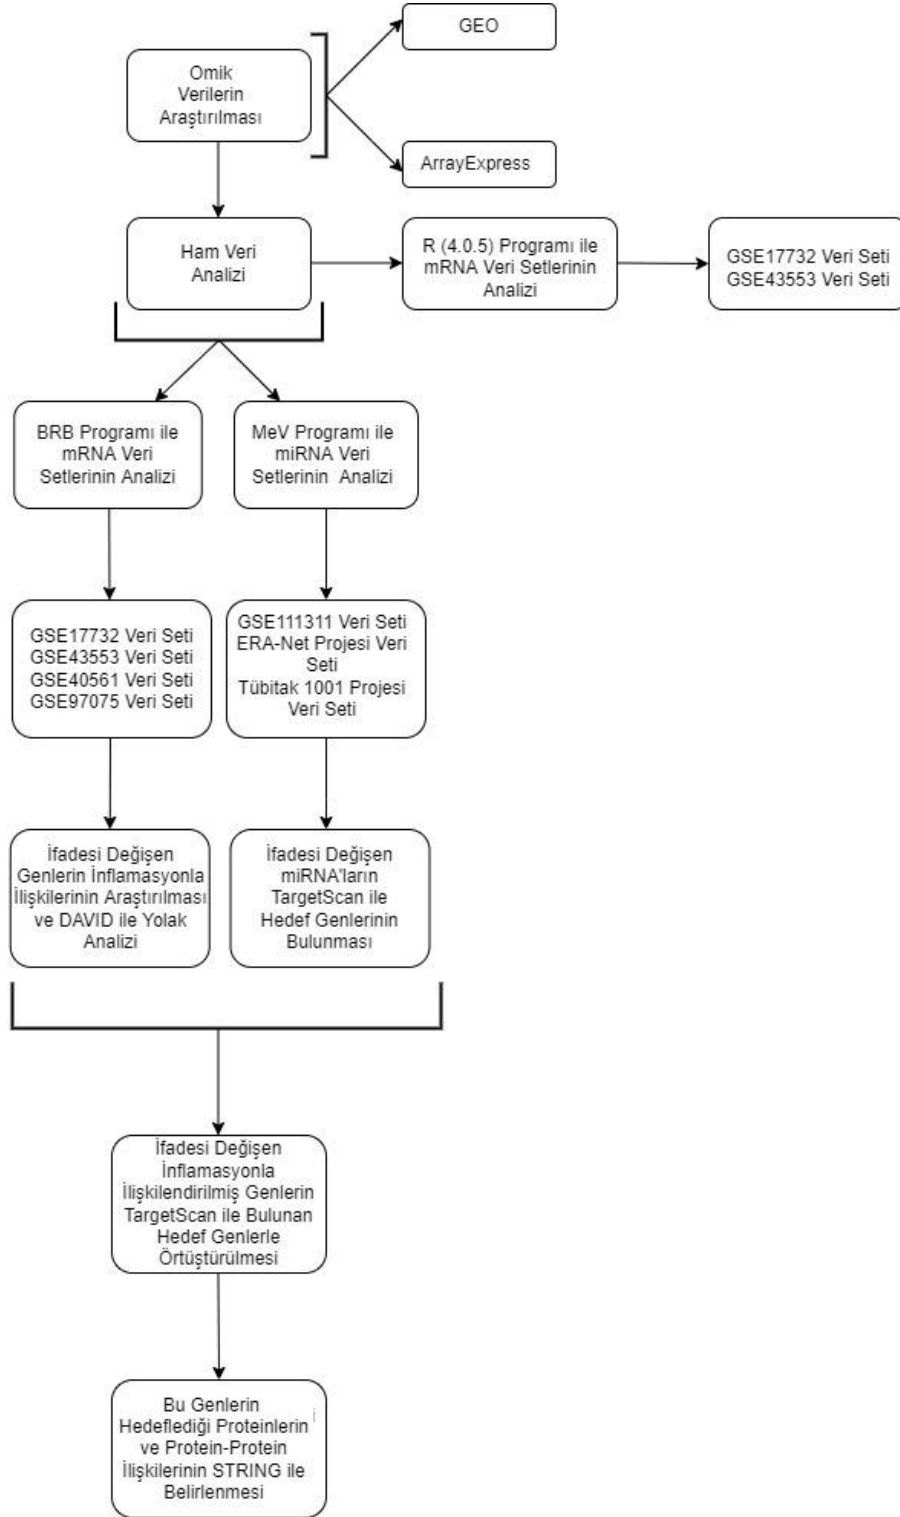 GEO
Omik
Verilerin
Araştırılması
ArrayExpress
Ham Veri
Analizi
R (4.0.5) Programı ile
mRNA Veri Setlerinin
Analizi
GSE17732 Veri Seti
GSE43553 Veri Seti
BRB Programı ile
mRNA Veri
Setlerinin Analizi
MeV Programı ile
miRNA Veri
Setlerinin Analizi
GSE17732 Veri Seti
GSE43553 Veri Seti
GSE40561 Veri Seti
GSE97075 Veri Seti
GSE111311 Veri Seti
ERA-Net Projesi Veri
Seti
Tübitak 1001 Projesi
Veri Seti
İfadesi Değişen
Genlerin İnflamasyonla
İlişkilerinin Araştırılması
ve DAVID ile Yolak
Analizi
İfadesi Değişen
miRNA'ların
TargetScan ile
Hedef Genlerinin
Bulunması
İfadesi Değişen
İnflamasyonla
İlişkilendirilmiş Genlerin
TargetScan ile Bulunan
Hedef Genlerle
Örtüştürülmesi
Bu Genlerin
Hedeflediği Proteinlerin
ve Protein-Protein
İlişkilerinin STRING ile
Belirlenmesi